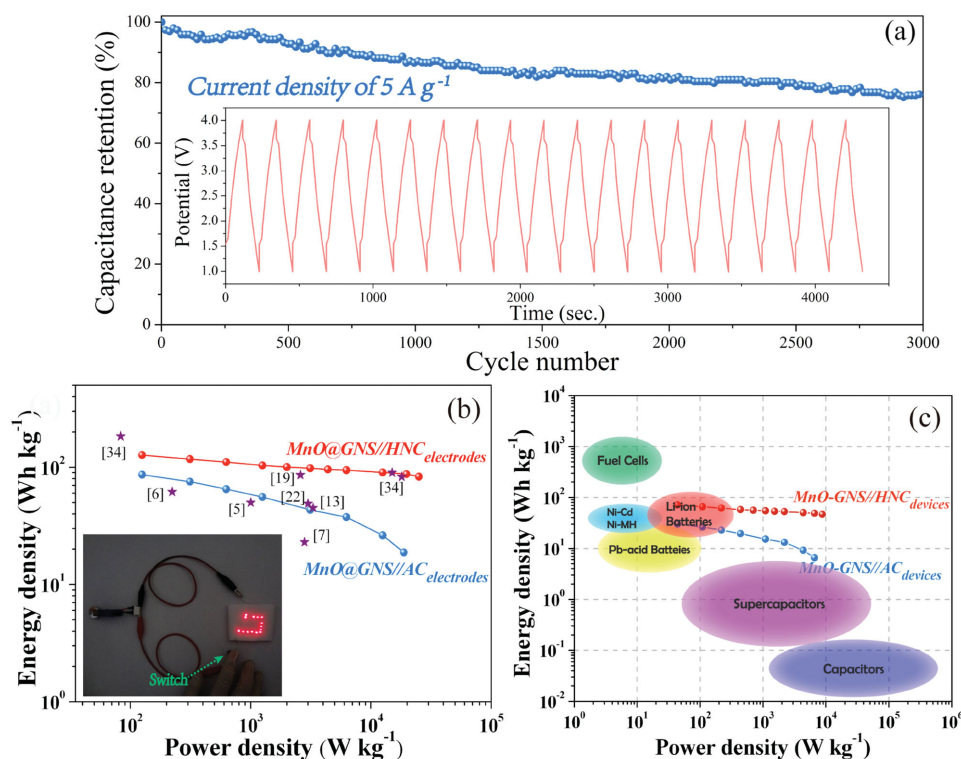 (a)
Capacitance retention (%)
100
80
60
40
20
0
Current density of 5 A g⁻¹
Potential (V)
4.0
3.5
3.0
2.5
2.0
1.5
1.0
0 1000 2000 3000 4000
Time (sec.)
0 500 1000 1500 2000 2500 3000
Cycle number
(b)
Energy density (Wh kg⁻¹)
10²
10¹
10⁰
MnO@GNS//HNC electrodes
[34]
[19]
[34]
[6]
[5]
[22]
[13]
[7]
MnO@GNS//AC electrodes
Switch
10² 10³ 10⁴ 10⁵
Power density (W kg⁻¹)
(c)
Energy density (Wh kg⁻¹)
10⁴
10³
10²
10¹
10⁰
10⁻¹
10⁻²
Fuel Cells
MnO-GNS//HNC devices
Ni-Cd
Ni-MH
Li-ion
Batteries
Pb-acid Batteies
MnO-GNS//AC devices
Supercapacitors
Capacitors
10⁰ 10¹ 10² 10³ 10⁴ 10⁵ 10⁶
Power density (W kg⁻¹)